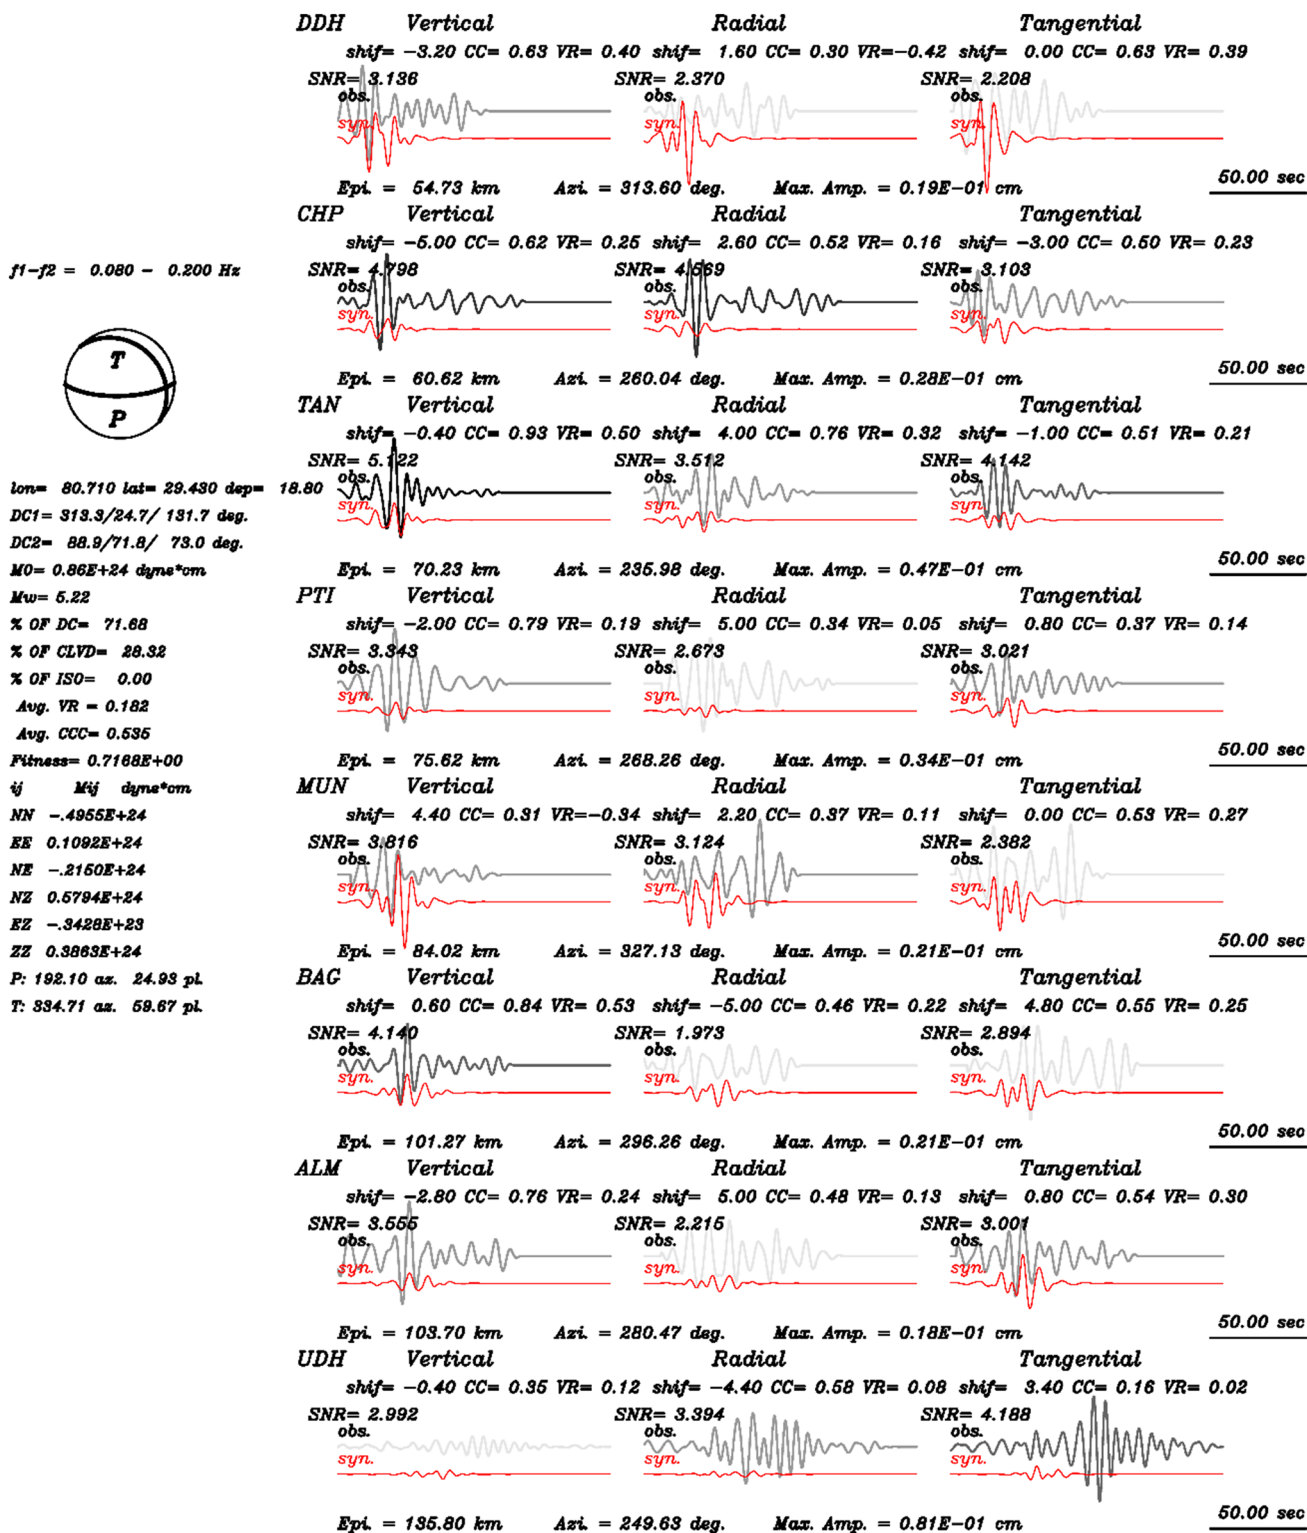 DDH Vertical Radial Tangential
shif= −3.20 CC= 0.63 VR= 0.40 shif= 1.60 CC= 0.30 VR=−0.42 shif= 0.00 CC= 0.63 VR= 0.39
SNR= 3.136 SNR= 2.370 SNR= 2.208
obs. obs. obs.
syn. syn. syn.
50.00 sec
Epi. = 54.73 km Azi. = 313.60 deg. Max. Amp. = 0.19E−01 cm
CHP Vertical Radial Tangential
shif= −5.00 CC= 0.62 VR= 0.25 shif= 2.60 CC= 0.52 VR= 0.16 shif= −3.00 CC= 0.50 VR= 0.23
f1−f2 = 0.080 − 0.200 Hz
SNR= 4.798 SNR= 4.569 SNR= 3.103
obs. obs. obs.
syn. syn. syn.
T
P
50.00 sec
Epi. = 60.62 km Azi. = 260.04 deg. Max. Amp. = 0.28E−01 cm
TAN Vertical Radial Tangential
shif= −0.40 CC= 0.93 VR= 0.50 shif= 4.00 CC= 0.76 VR= 0.32 shif= −1.00 CC= 0.51 VR= 0.21
SNR= 5.122 SNR= 3.512 SNR= 4.142
obs. obs. obs.
syn. syn. syn.
50.00 sec
Epi. = 70.23 km Azi. = 235.98 deg. Max. Amp. = 0.47E−01 cm
lon= 80.710 lat= 29.430 dep= 18.80
DC1= 313.3/24.7/ 131.7 deg.
DC2= 88.9/71.8/ 73.0 deg.
M0= 0.86E+24 dyne*cm
Mw= 5.22
% OF DC= 71.68
% OF CLVD= 28.32
% OF ISO= 0.00
Avg. VR = 0.182
Avg. CCC= 0.535
Fitness= 0.7168E+00
ij Mij dyne*cm
NN −.4955E+24
EE 0.1092E+24
NE −.2150E+24
NZ 0.5794E+24
EZ −.3428E+23
ZZ 0.3863E+24
P: 192.10 az. 24.93 pl.
T: 334.71 az. 59.67 pl.
PTI Vertical Radial Tangential
shif= −2.00 CC= 0.79 VR= 0.19 shif= 5.00 CC= 0.34 VR= 0.05 shif= 0.80 CC= 0.37 VR= 0.14
SNR= 3.343 SNR= 2.673 SNR= 3.021
obs. obs. obs.
syn. syn. syn.
50.00 sec
Epi. = 75.62 km Azi. = 268.26 deg. Max. Amp. = 0.34E−01 cm
MUN Vertical Radial Tangential
shif= 4.40 CC= 0.31 VR=−0.34 shif= 2.20 CC= 0.37 VR= 0.11 shif= 0.00 CC= 0.53 VR= 0.27
SNR= 3.816 SNR= 3.124 SNR= 2.382
obs. obs. obs.
syn. syn. syn.
50.00 sec
Epi. = 84.02 km Azi. = 327.13 deg. Max. Amp. = 0.21E−01 cm
BAG Vertical Radial Tangential
shif= 0.60 CC= 0.84 VR= 0.53 shif= −5.00 CC= 0.46 VR= 0.22 shif= 4.80 CC= 0.55 VR= 0.25
SNR= 4.140 SNR= 1.973 SNR= 2.894
obs. obs. obs.
syn. syn. syn.
50.00 sec
Epi. = 101.27 km Azi. = 296.26 deg. Max. Amp. = 0.21E−01 cm
ALM Vertical Radial Tangential
shif= −2.80 CC= 0.76 VR= 0.24 shif= 5.00 CC= 0.48 VR= 0.13 shif= 0.80 CC= 0.54 VR= 0.30
SNR= 3.555 SNR= 2.215 SNR= 3.001
obs. obs. obs.
syn. syn. syn.
50.00 sec
Epi. = 103.70 km Azi. = 280.47 deg. Max. Amp. = 0.18E−01 cm
UDH Vertical Radial Tangential
shif= −0.40 CC= 0.35 VR= 0.12 shif= −4.40 CC= 0.58 VR= 0.08 shif= 3.40 CC= 0.16 VR= 0.02
SNR= 2.992 SNR= 3.394 SNR= 4.188
obs. obs. obs.
syn. syn. syn.
50.00 sec
Epi. = 135.80 km Azi. = 249.63 deg. Max. Amp. = 0.81E−01 cm